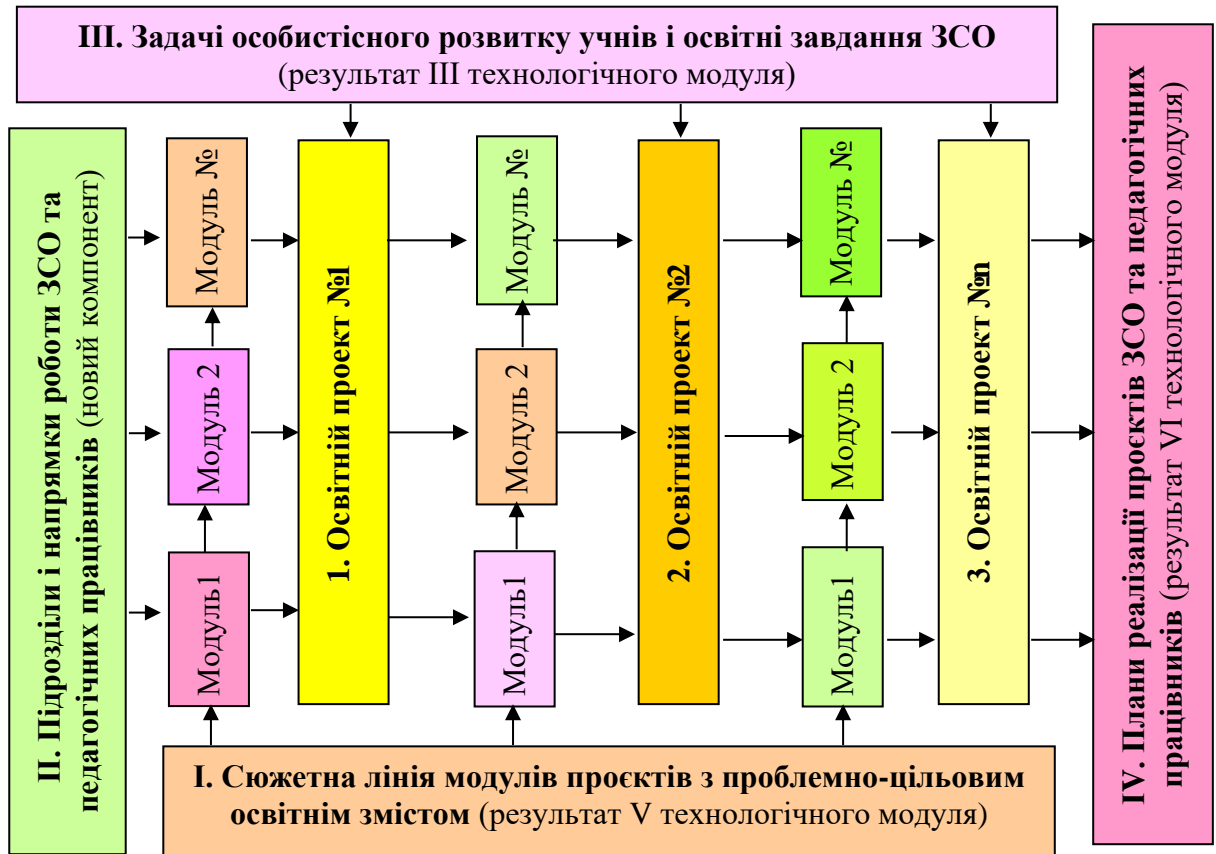 ІІІ. Задачі особистісного розвитку учнів і освітні завдання ЗСО
(результат ІІІ технологічного модуля)
ІІ. Підрозділи і напрямки роботи ЗСО та
педагогічних працівників (новий компонент)
Модуль №
Модуль 2
Модуль1
1. Освітній проект №1
Модуль №
Модуль 2
Модуль1
2. Освітній проект №2
Модуль №
Модуль 2
Модуль1
3. Освітній проект №n
IV. Плани реалізації проєктів ЗСО та педагогічних
працівників (результат VІ технологічного модуля)
І. Сюжетна лінія модулів проєктів з проблемно-цільовим
освітнім змістом (результат V технологічного модуля)